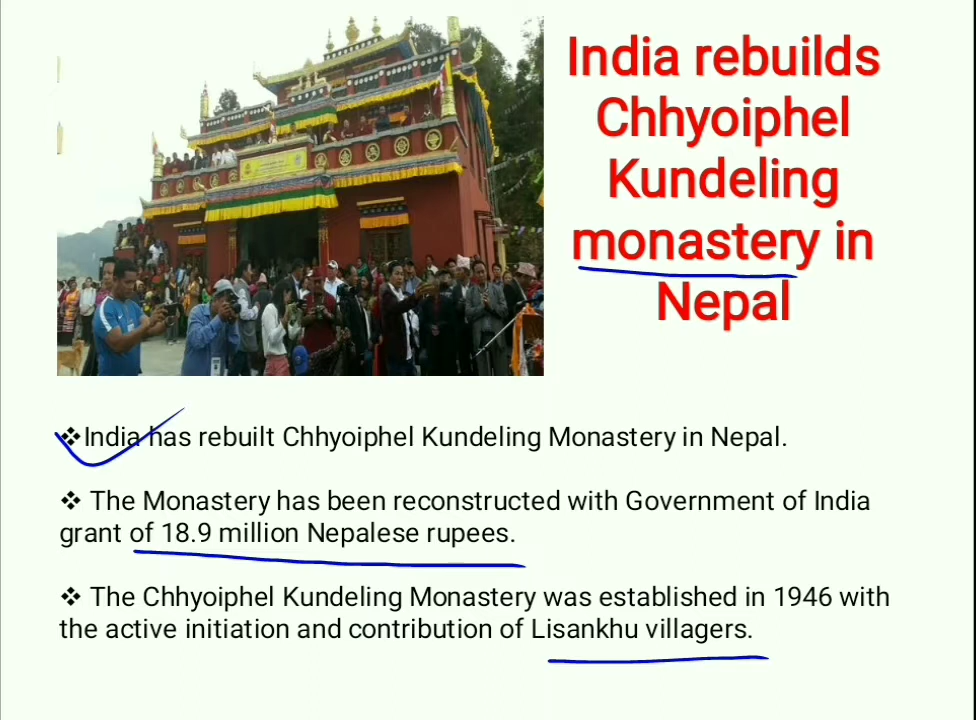 India rebuilds
Chhyoiphel
Kundeling
monastery in
Nepal
❖India has rebuilt Chhyoiphel Kundeling Monastery in Nepal.
❖ The Monastery has been reconstructed with Government of India
grant of 18.9 million Nepalese rupees.
❖ The Chhyoiphel Kundeling Monastery was established in 1946 with
the active initiation and contribution of Lisankhu villagers.